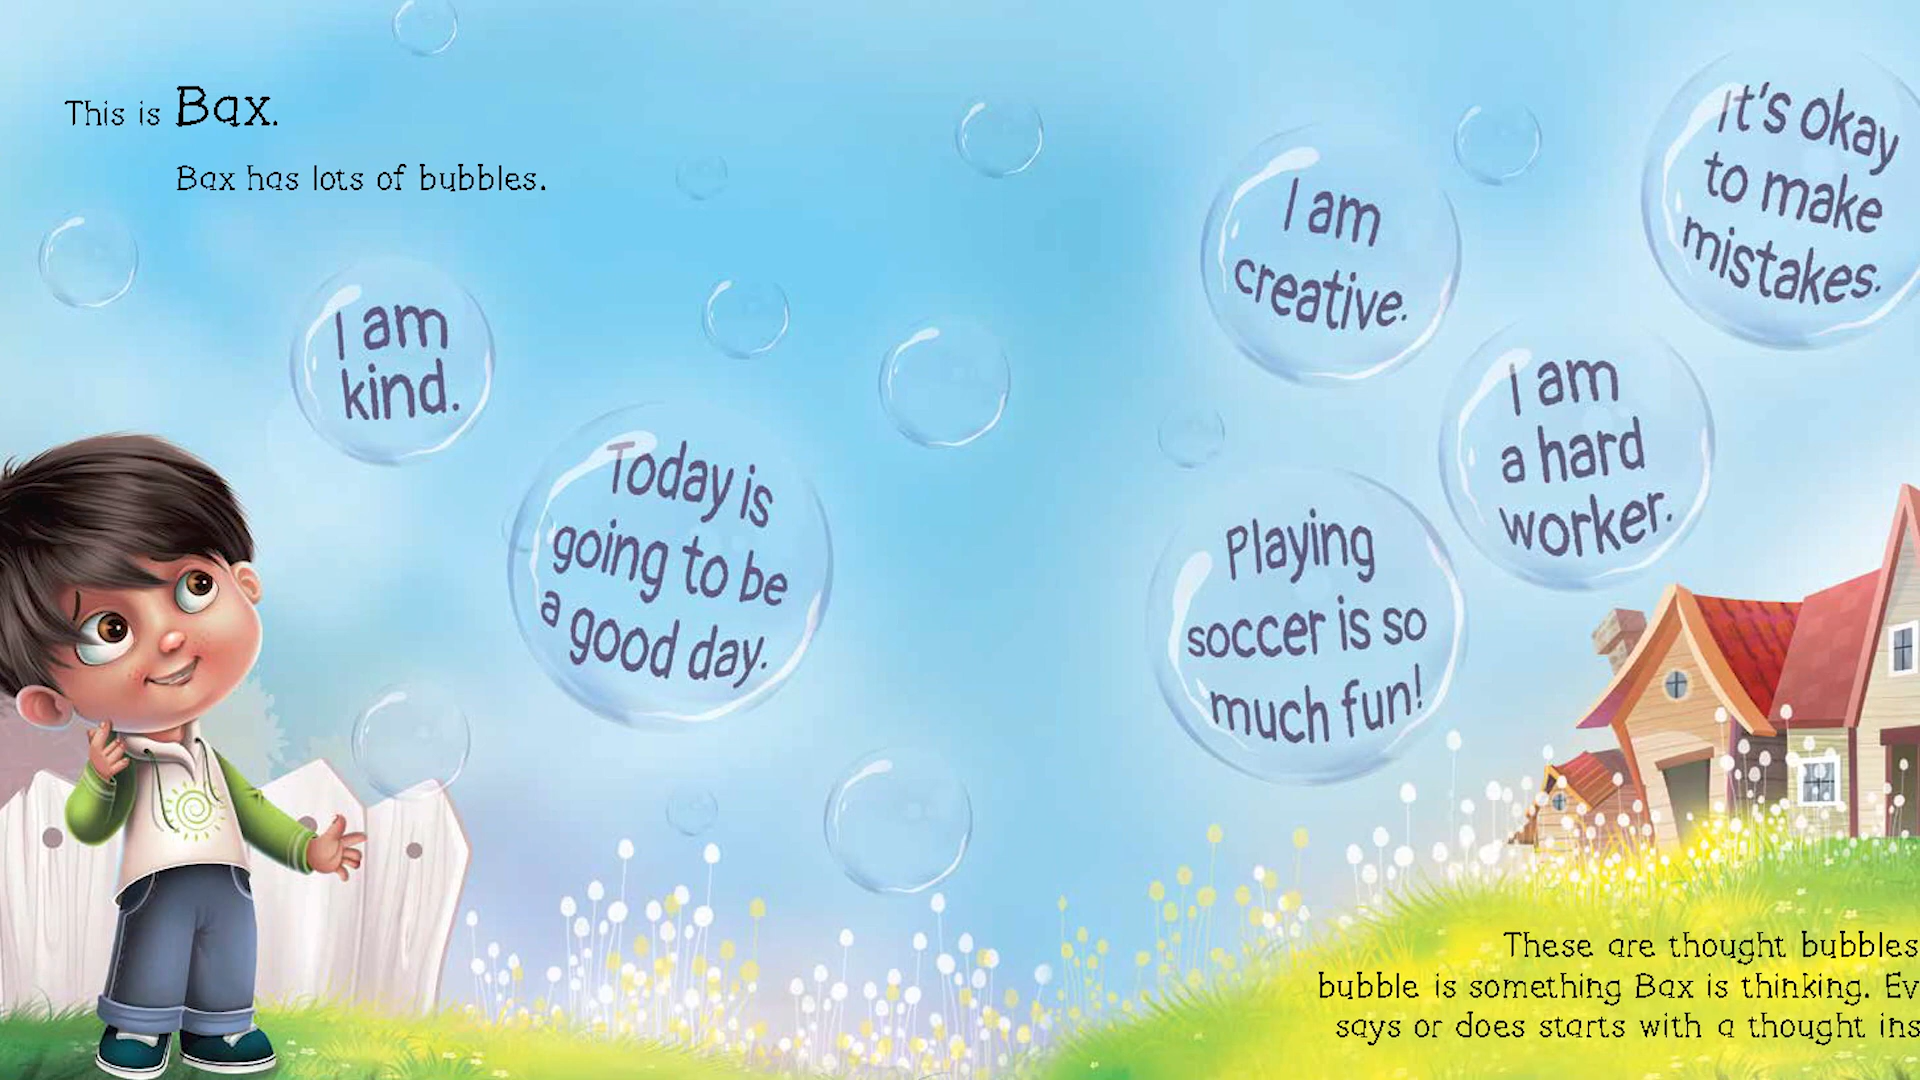 This is Bax.
Bax has lots of bubbles.
I am
kind.
Today is
going to be
a good day.
I am
creative.
It's okay
to make
mistakes.
I am
a hard
worker.
Playing
soccer is so
much fun!
These are thought bubbles
bubble is something Bax is thinking. Ev
says or does starts with a thought ins